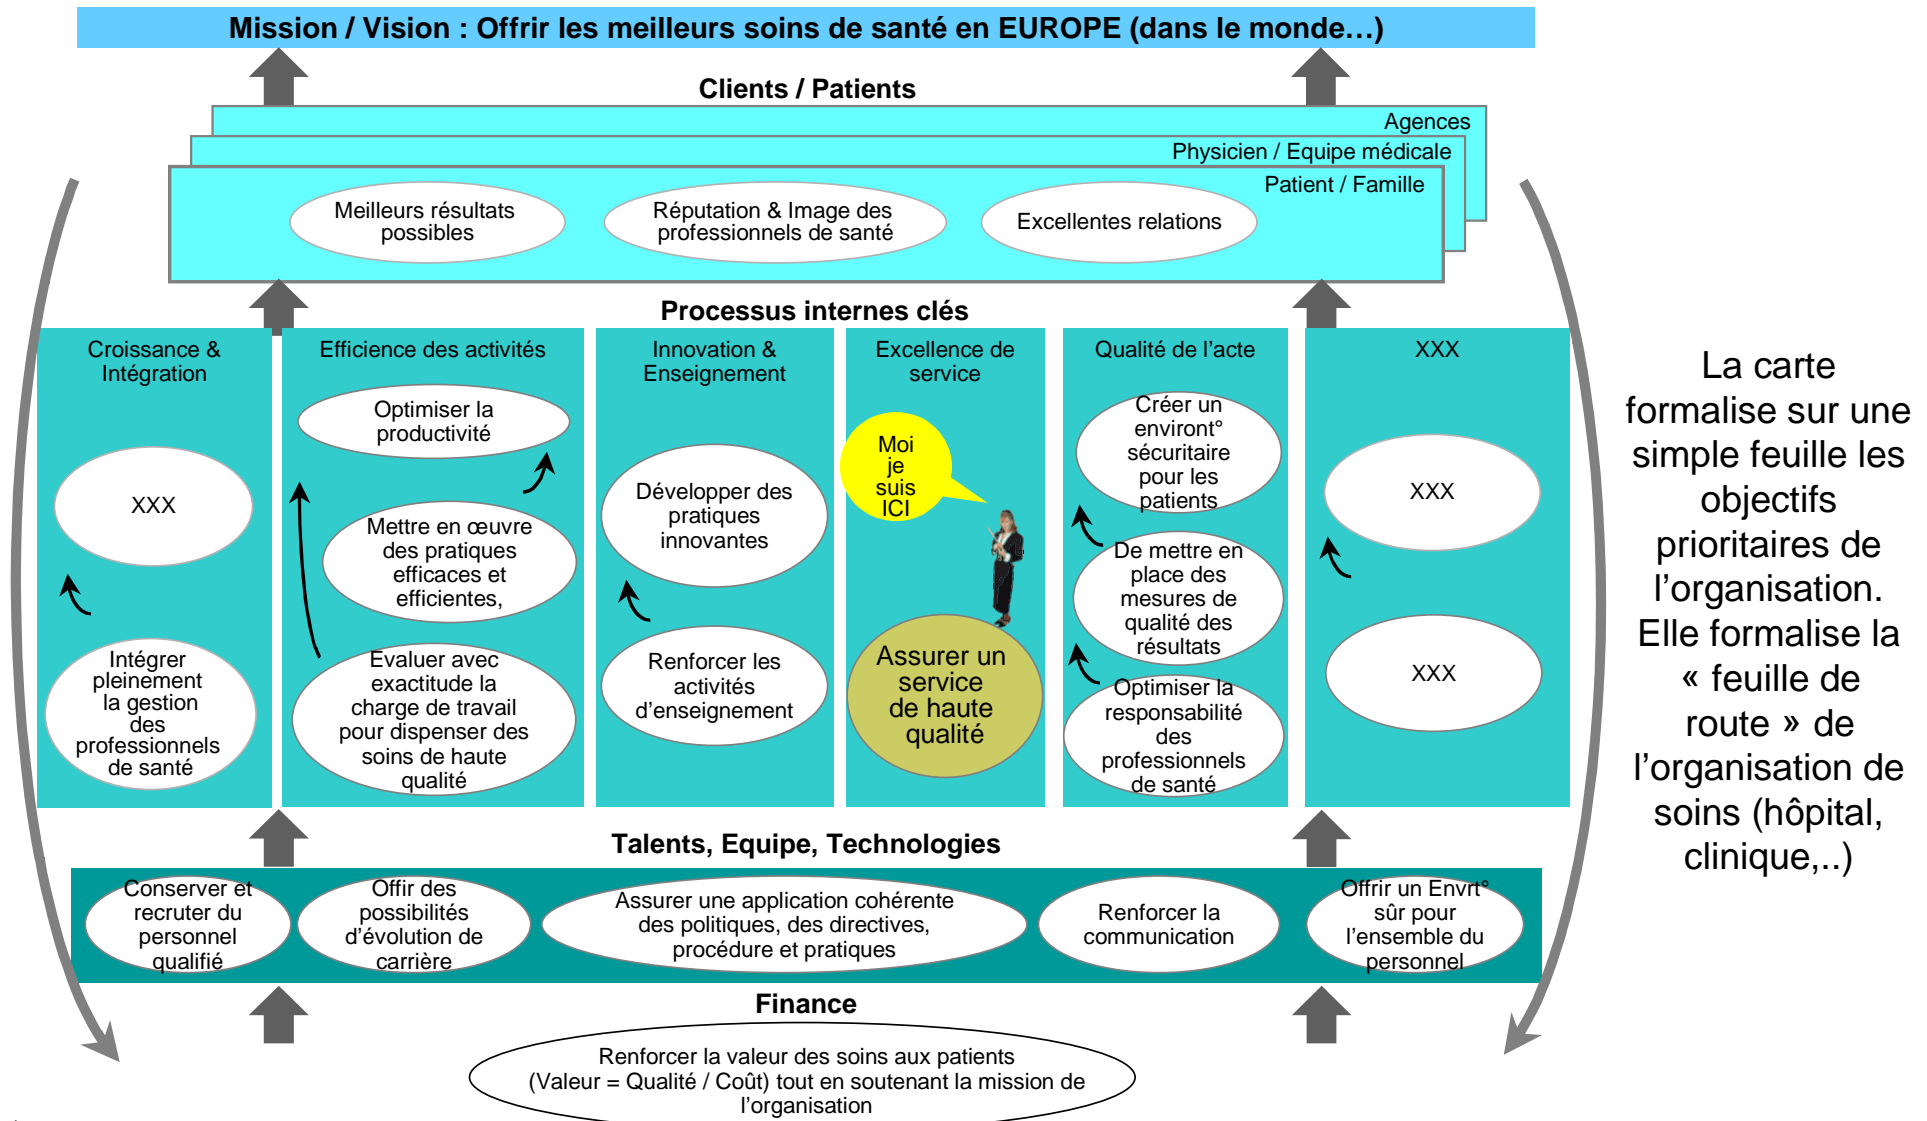 Mission / Vision : Offrir les meilleurs soins de santé en EUROPE (dans le monde…)
Clients / Patients
Agences
Physicien / Equipe médicale
Patient / Famille
Meilleurs résultats
possibles
Réputation & Image des
professionnels de santé
Excellentes relations
Processus internes clés
Croissance &
Intégration
XXX
Intégrer
pleinement
la gestion
des
professionnels
de santé
Efficience des activités
Optimiser la
productivité
Mettre en œuvre
des pratiques
efficaces et
efficientes,
Evaluer avec
exactitude la
charge de travail
pour dispenser des
soins de haute
qualité
Innovation &
Enseignement
Développer des
pratiques
innovantes
Renforcer les
activités
d’enseignement
Excellence de
service
Moi
je
suis
ICI
Assurer un
service
de haute
qualité
Qualité de l’acte
Créer un
environt°
sécuritaire
pour les
patients
De mettre en
place des
mesures de
qualité des
résultats
Optimiser la
responsabilité
des
professionnels
de santé
XXX
XXX
XXX
La carte
formalise sur une
simple feuille les
objectifs
prioritaires de
l’organisation.
Elle formalise la
« feuille de
route » de
l’organisation de
soins (hôpital,
clinique,..)
Talents, Equipe, Technologies
Conserver et
recruter du
personnel
qualifié
Offir des
possibilités
d’évolution de
carrière
Assurer une application cohérente
des politiques, des directives,
procédure et pratiques
Renforcer la
communication
Offrir un Envrt°
sûr pour
l’ensemble du
personnel
Finance
Renforcer la valeur des soins aux patients
(Valeur = Qualité / Coût) tout en soutenant la mission de
l’organisation